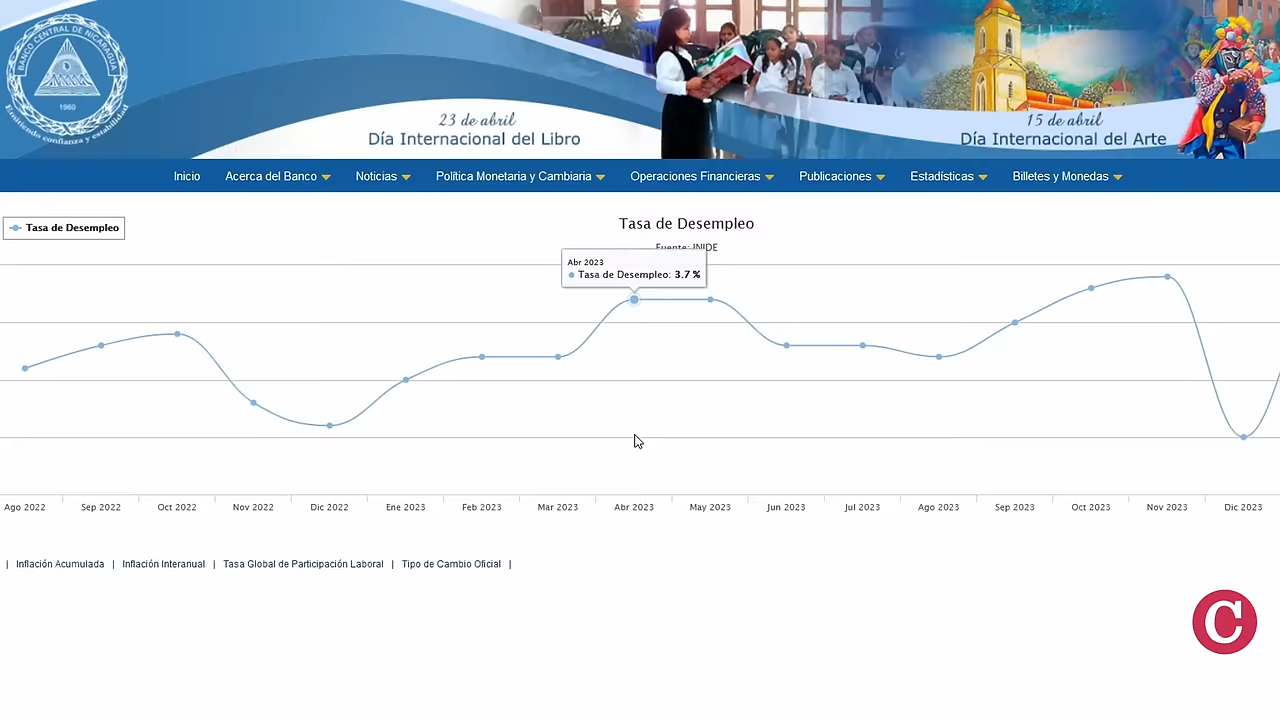 BANCO CENTRAL DE NICARAGUA
1960
Emitiendo confianza y estabilidad
23 de abril
Día Internacional del Libro
15 de abril
Día Internacional del Arte
Inicio Acerca del Banco Noticias Política Monetaria y Cambiaria Operaciones Financieras Publicaciones Estadísticas Billetes y Monedas
Tasa de Desempleo
Tasa de Desempleo
Fuente: INIDE
Abr 2023
Tasa de Desempleo: 3.7 %
Ago 2022 Sep 2022 Oct 2022 Nov 2022 Dic 2022 Ene 2023 Feb 2023 Mar 2023 Abr 2023 May 2023 Jun 2023 Jul 2023 Ago 2023 Sep 2023 Oct 2023 Nov 2023 Dic 2023
| Inflación Acumulada | Inflación Interanual | Tasa Global de Participación Laboral | Tipo de Cambio Oficial |
C